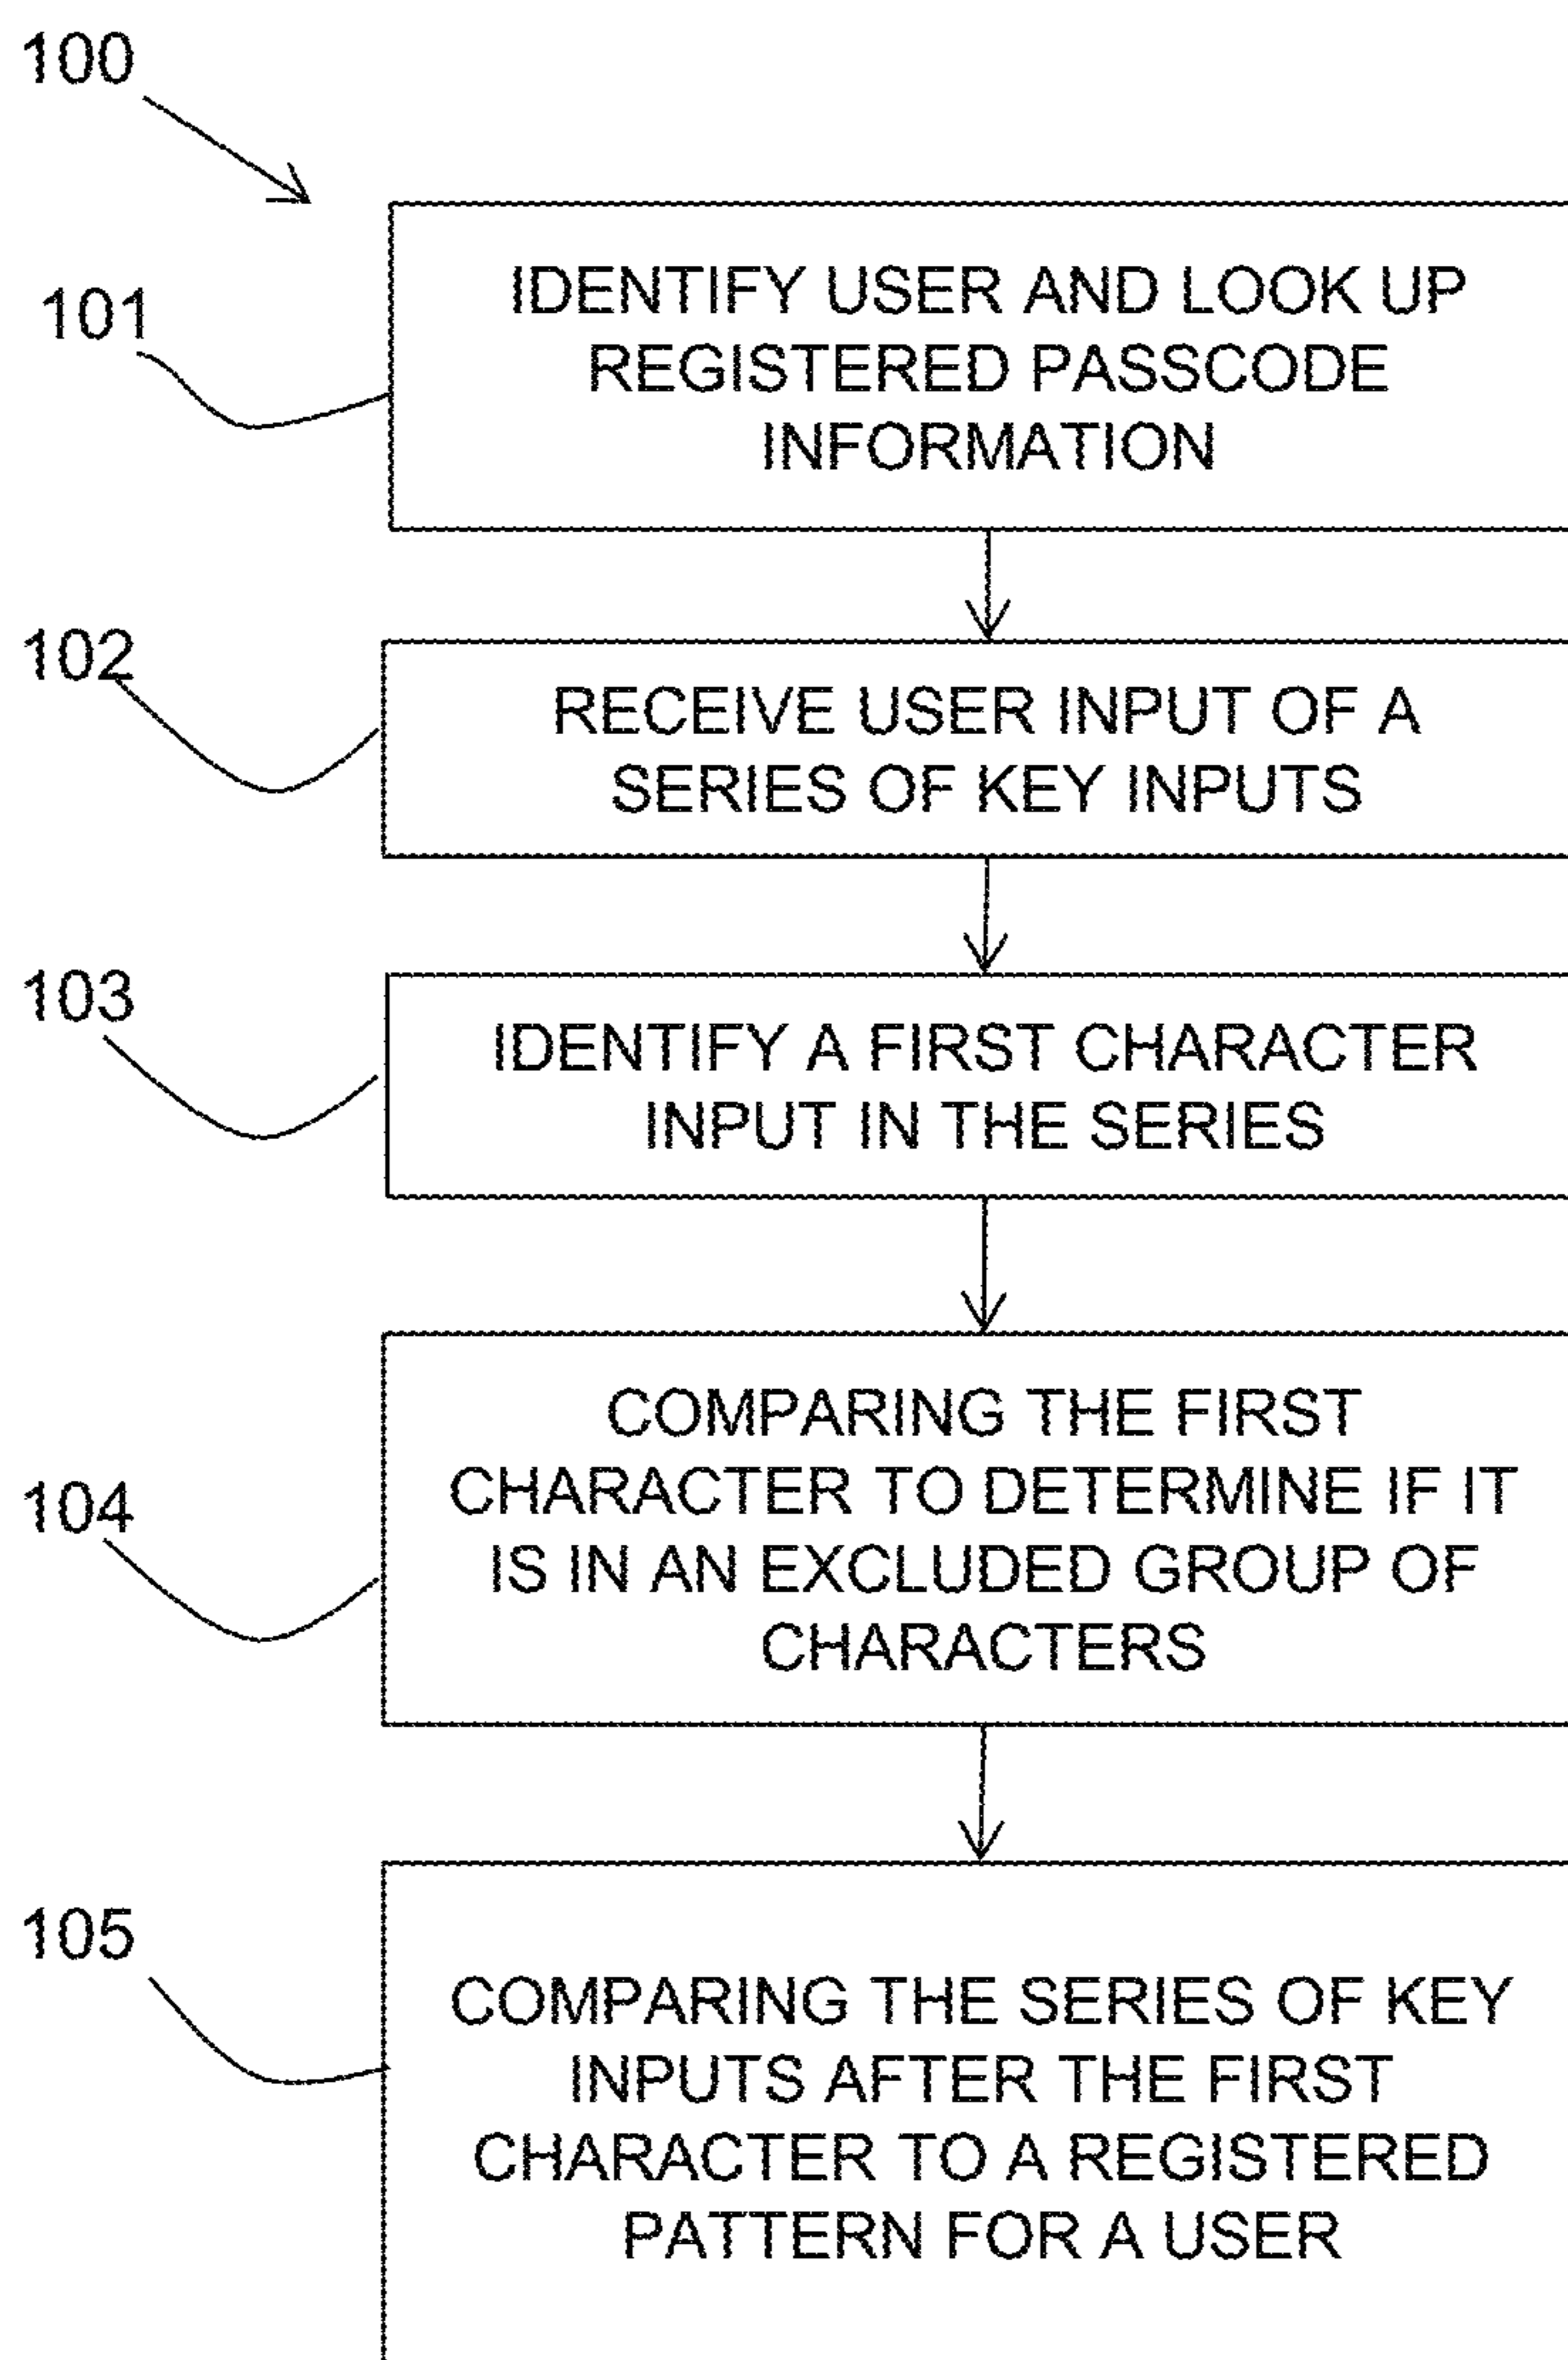 100
101
IDENTIFY USER AND LOOK UP
REGISTERED PASSCODE
INFORMATION
102
RECEIVE USER INPUT OF A
SERIES OF KEY INPUTS
103
IDENTIFY A FIRST CHARACTER
INPUT IN THE SERIES
104
COMPARING THE FIRST
CHARACTER TO DETERMINE IF IT
IS IN AN EXCLUDED GROUP OF
CHARACTERS
105
COMPARING THE SERIES OF KEY
INPUTS AFTER THE FIRST
CHARACTER TO A REGISTERED
PATTERN FOR A USER